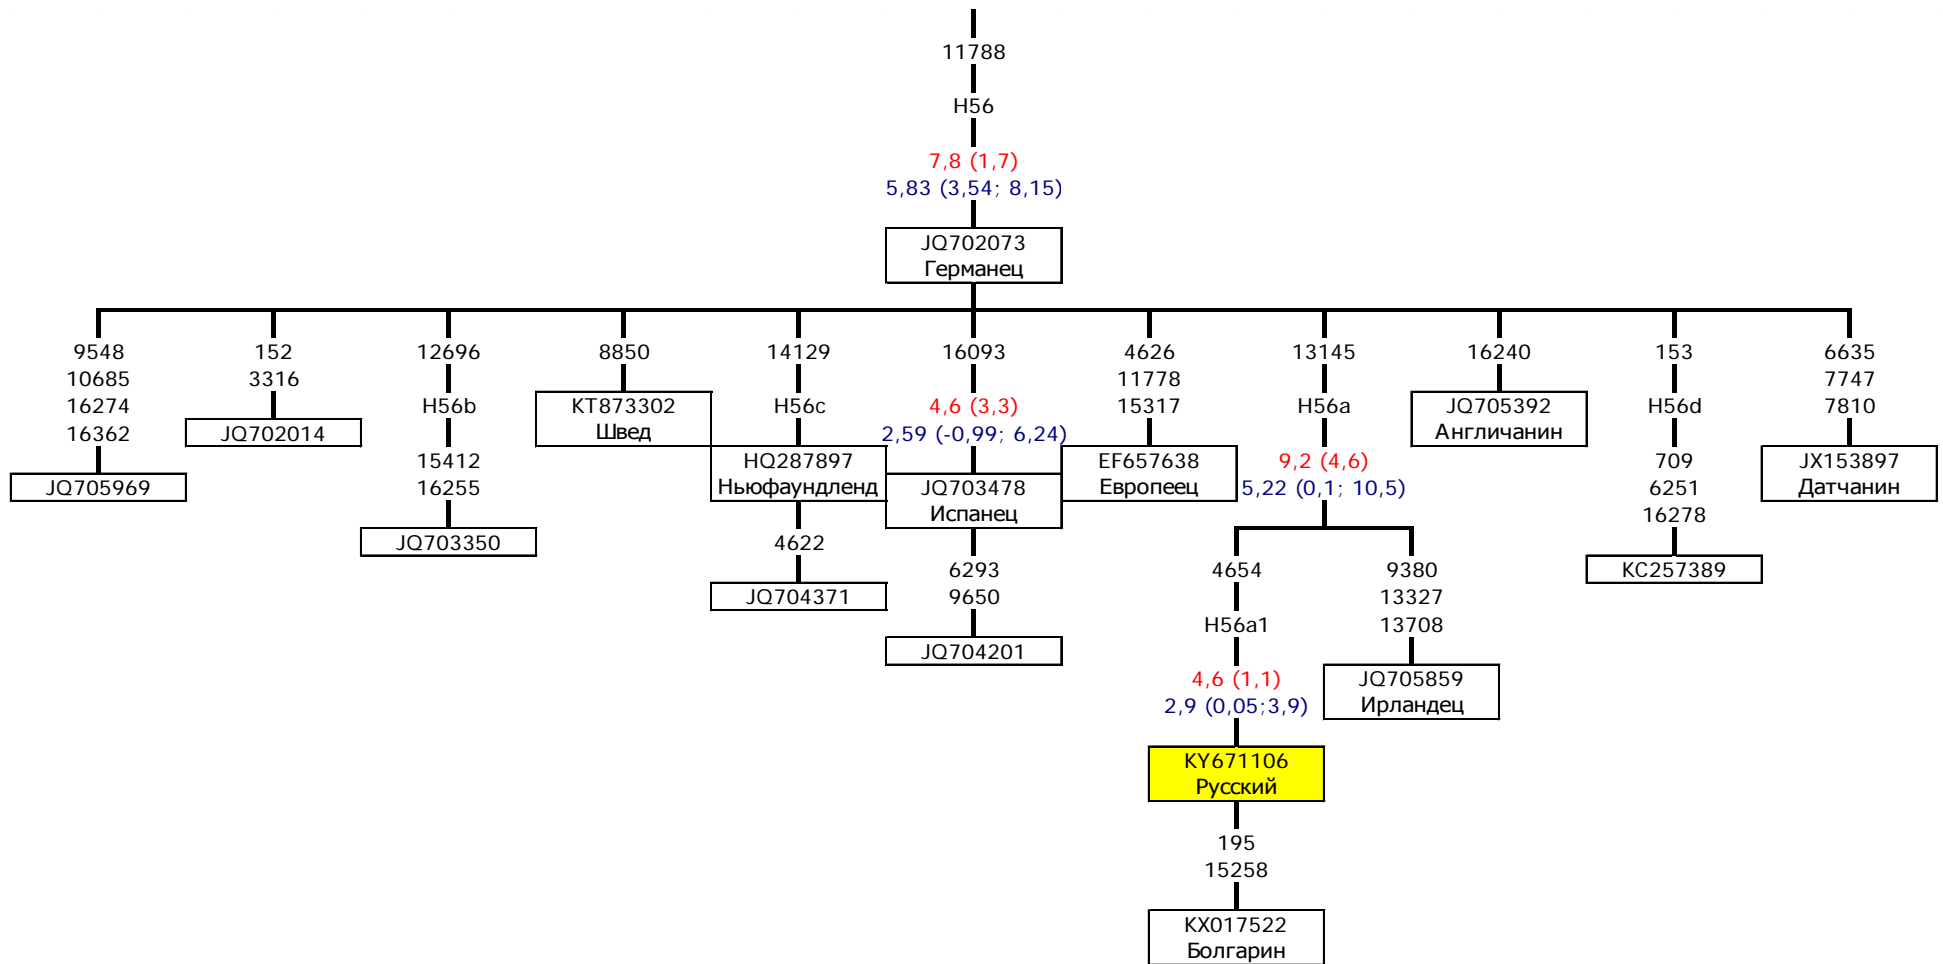 11788
H56
7,8 (1,7)
5,83 (3,54; 8,15)
JQ702073
Германец
9548
10685
16274
16362
JQ705969
152
3316
JQ702014
12696
H56b
15412
16255
JQ703350
8850
KT873302
Швед
14129
H56c
HQ287897
Ньюфаундленд
4622
JQ704371
16093
4,6 (3,3)
2,59 (-0,99; 6,24)
JQ703478
Испанец
6293
9650
JQ704201
4626
11778
15317
EF657638
Европеец
13145
H56a
9,2 (4,6)
5,22 (0,1; 10,5)
4654
H56a1
4,6 (1,1)
2,9 (0,05;3,9)
KY671106
Русский
195
15258
KX017522
Болгарин
9380
13327
13708
JQ705859
Ирландец
16240
JQ705392
Англичанин
153
H56d
709
6251
16278
KC257389
6635
7747
7810
JX153897
Датчанин